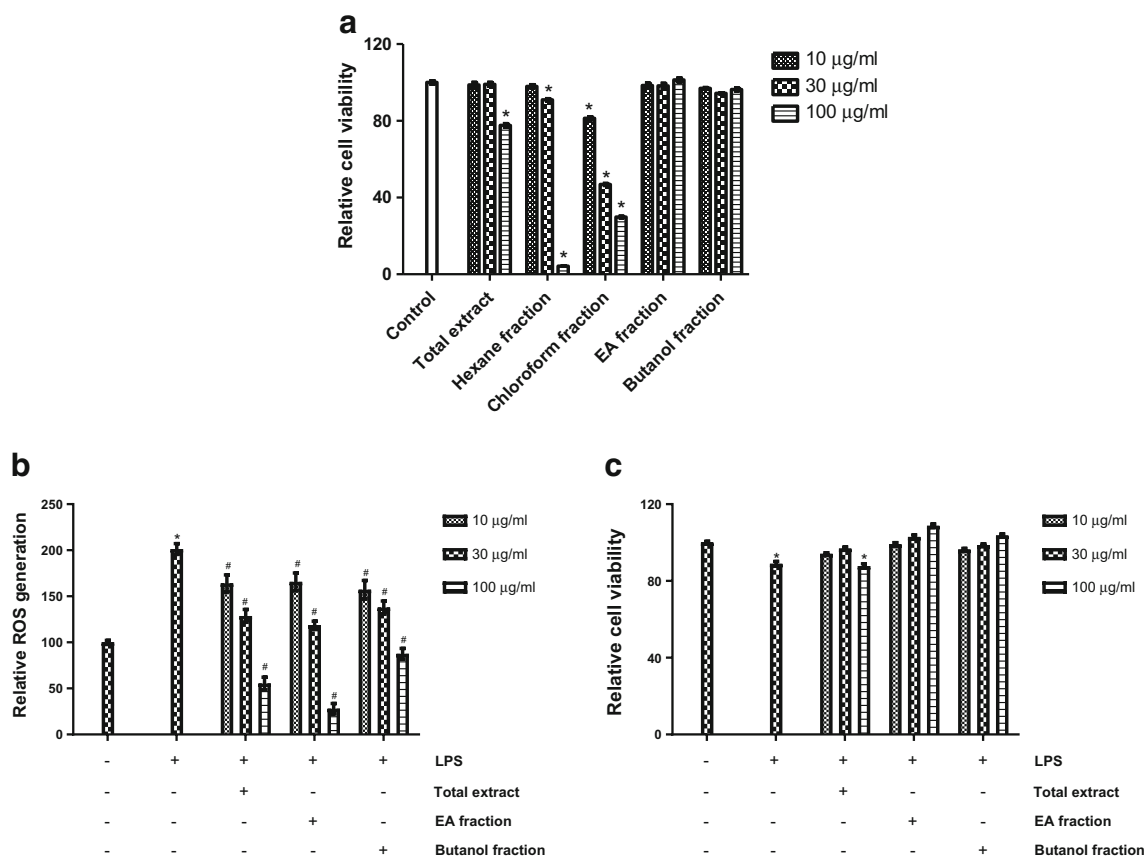 a
120
80
40
0
Relative cell viability
10 µg/ml
30 µg/ml
100 µg/ml
* * * * * *
Control
Total extract
Hexane fraction
Chloroform fraction
EA fraction
Butanol fraction
b
250
200
150
100
50
0
Relative ROS generation
10 µg/ml
30 µg/ml
100 µg/ml
* # # # # # # # # #
- + + + +
- - + - -
- - - + -
- - - - +
c
120
80
40
0
Relative cell viability
10 µg/ml
30 µg/ml
100 µg/ml
* *
- + + + + LPS
- - + - - Total extract
- - - + - EA fraction
- - - - + Butanol fraction
LPS
Total extract
EA fraction
Butanol fraction